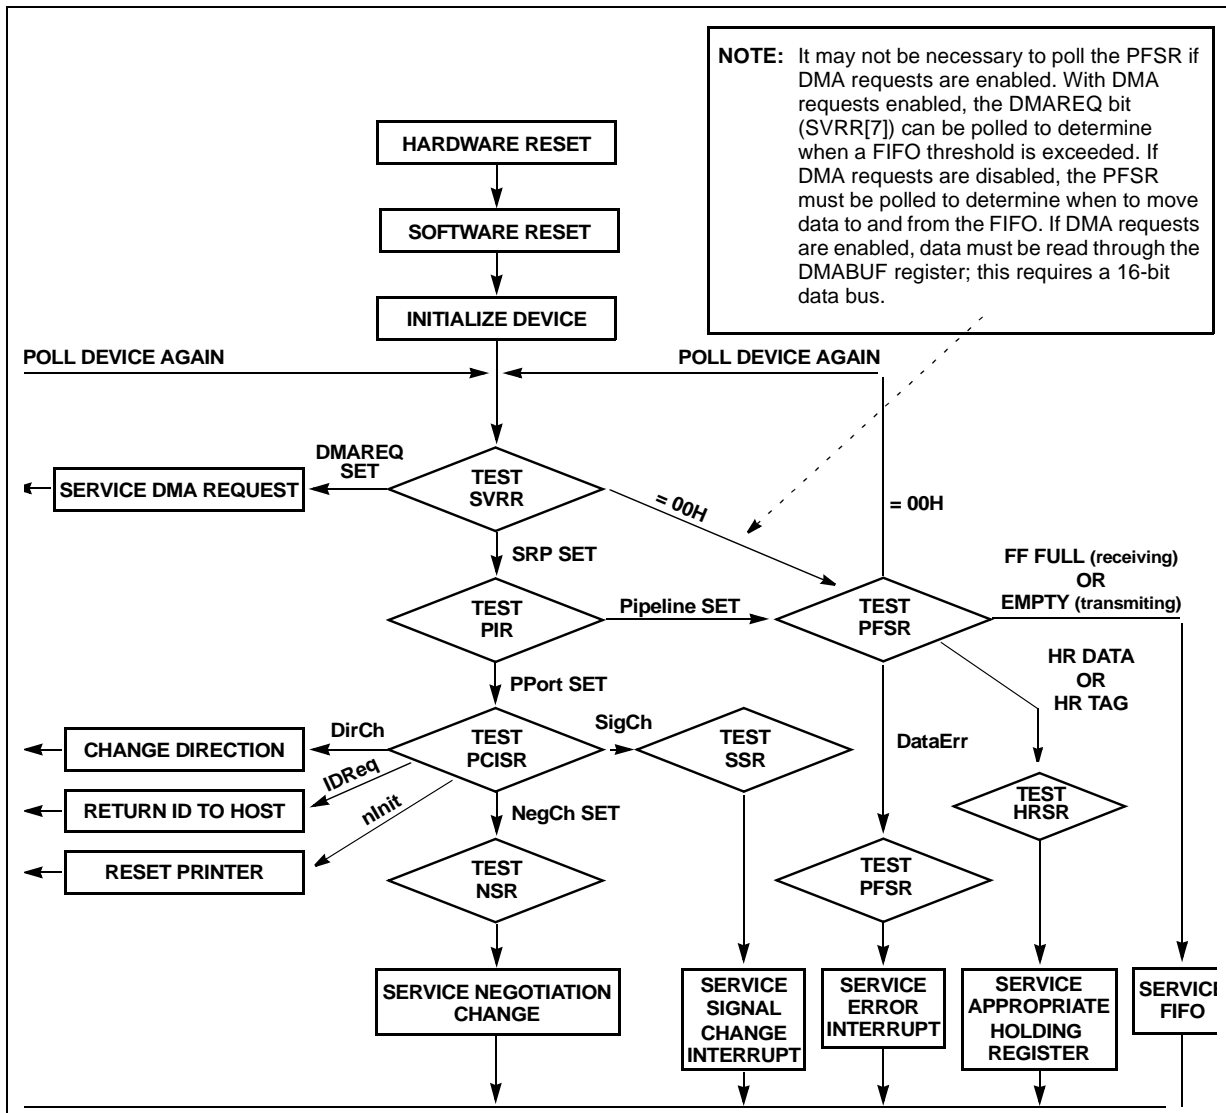 NOTE: It may not be necessary to poll the PFSR if
DMA requests are enabled. With DMA
requests enabled, the DMAREQ bit
(SVRR[7]) can be polled to determine
when a FIFO threshold is exceeded. If
DMA requests are disabled, the PFSR
must be polled to determine when to move
data to and from the FIFO. If DMA requests
are enabled, data must be read through the
DMABUF register; this requires a 16-bit
data bus.
HARDWARE RESET
SOFTWARE RESET
INITIALIZE DEVICE
POLL DEVICE AGAIN
POLL DEVICE AGAIN
DMAREQ
SET
SERVICE DMA REQUEST
TEST
SVRR
= 00H
= 00H
SRP SET
FF FULL (receiving)
OR
EMPTY (transmiting)
TEST
PIR
Pipeline SET
TEST
PFSR
HR DATA
OR
HR TAG
PPort SET
DirCh
CHANGE DIRECTION
TEST
PCISR
SigCh
TEST
SSR
DataErr
IDReq
RETURN ID TO HOST
nInit
NegCh SET
TEST
HRSR
RESET PRINTER
TEST
NSR
TEST
PFSR
SERVICE NEGOTIATION
CHANGE
SERVICE
SIGNAL
CHANGE
INTERRUPT
SERVICE
ERROR
INTERRUPT
SERVICE
APPROPRIATE
HOLDING
REGISTER
SERVICE
FIFO